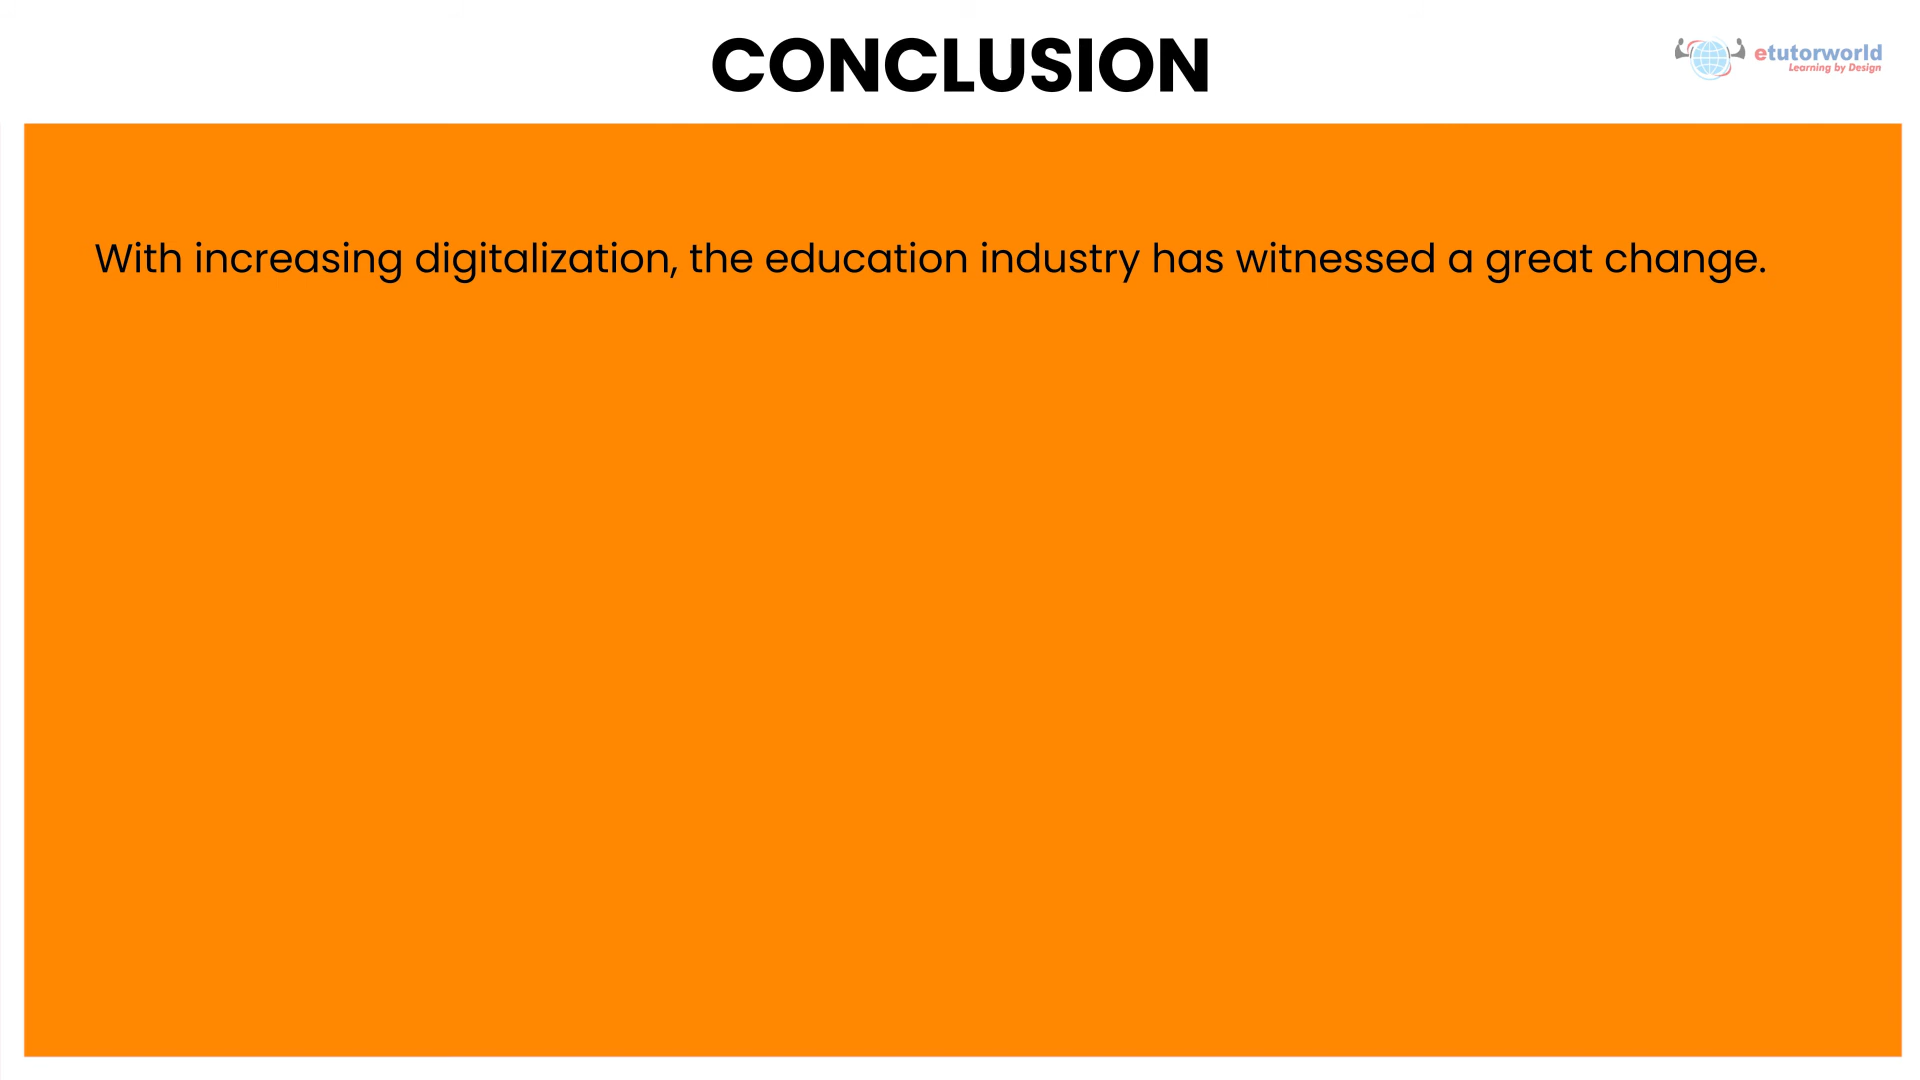 CONCLUSION
etutorworld
Learning by Design
With increasing digitalization, the education industry has witnessed a great change.